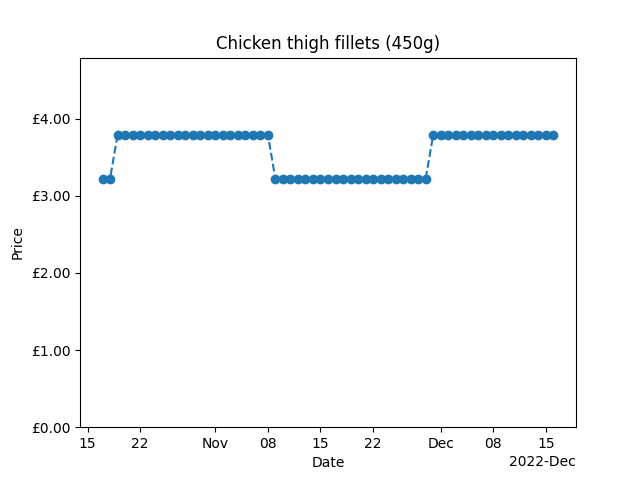 Chicken thigh fillets (450g)
£4.00
£3.00
£2.00
£1.00
£0.00
Price
15 22 Nov 08 15 22 Dec 08 15
Date
2022-Dec